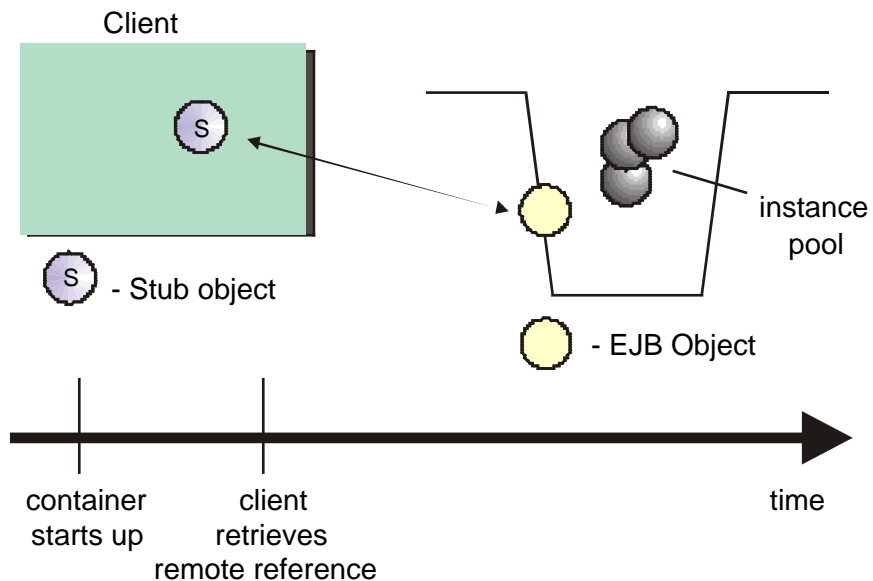 Client
S
instance
pool
S
- Stub object
- EJB Object
container
starts up
client
retrieves
remote reference
time